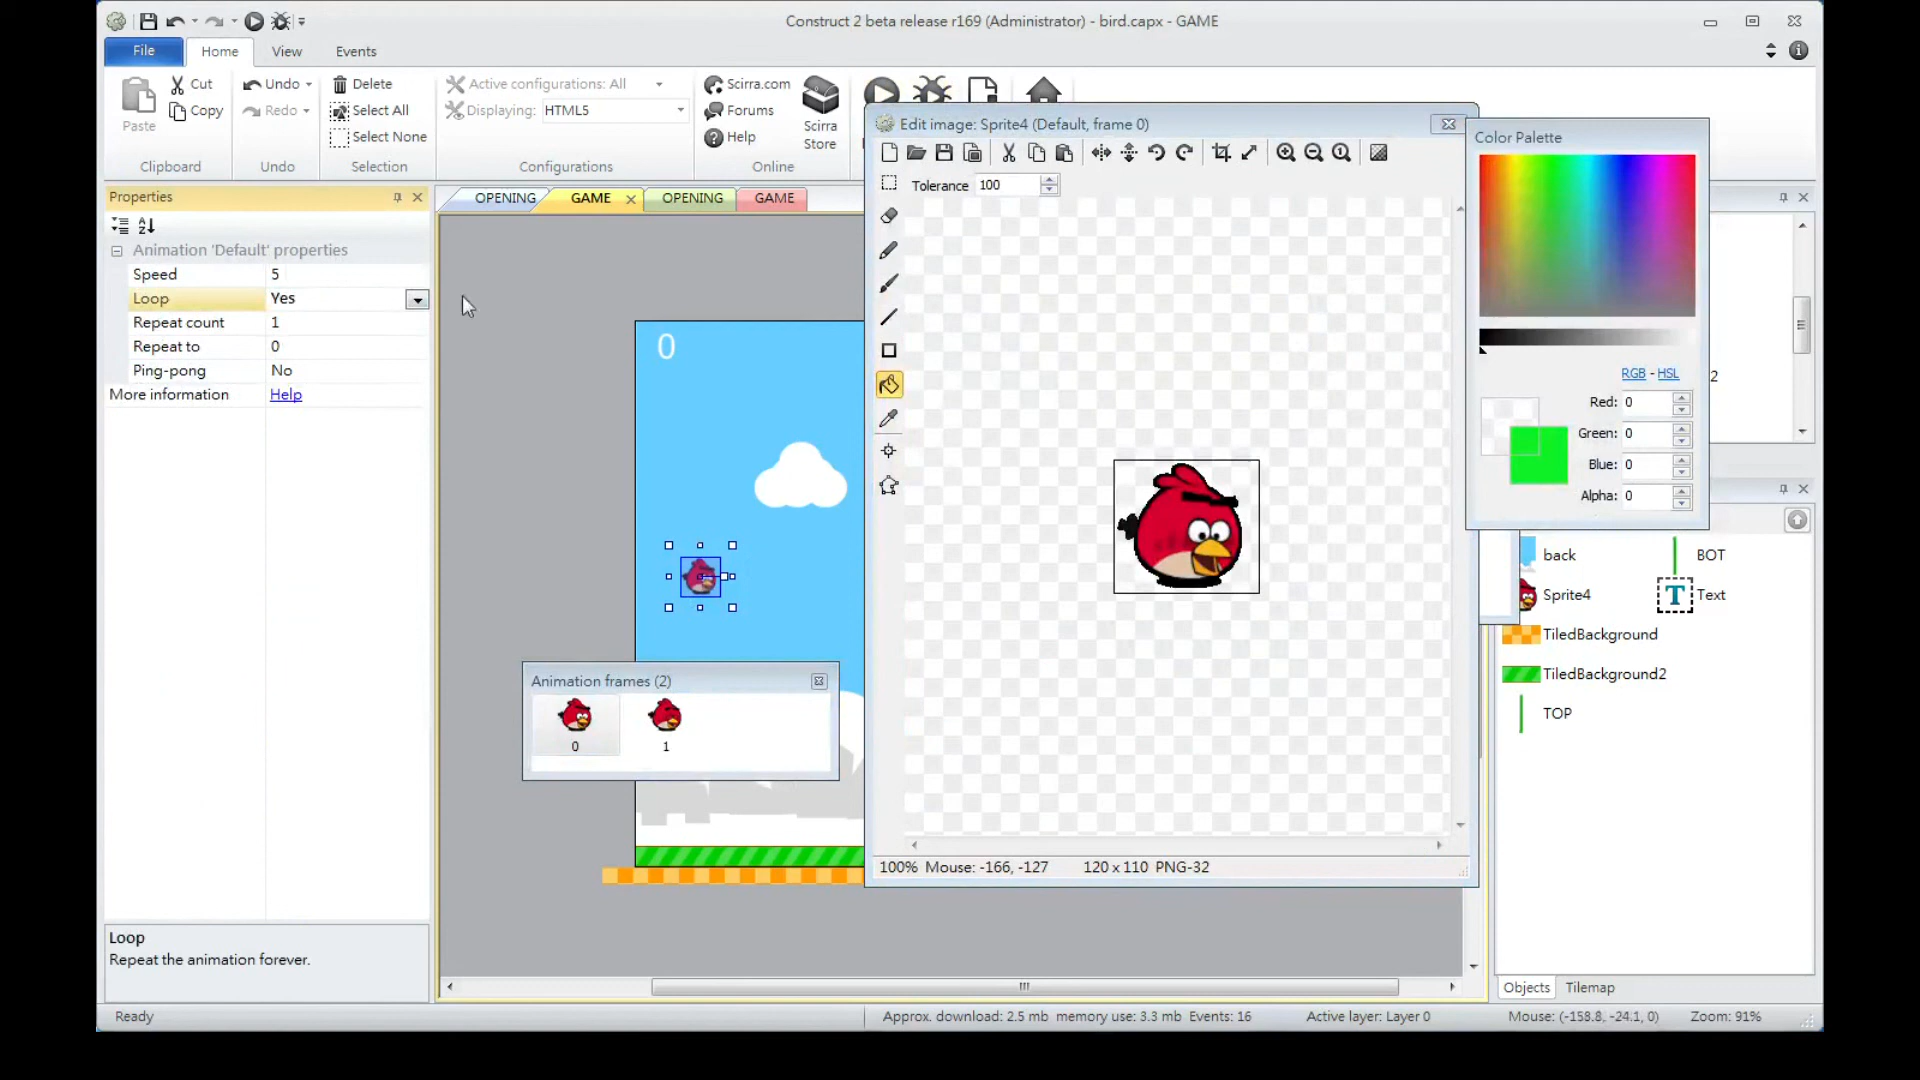 Construct 2 beta release r169 (Administrator) - bird.capx - GAME
File Home View Events
Paste
Cut
Copy
Clipboard
Undo
Redo
Undo
Delete
Select All
Select None
Selection
Active configurations: All
Displaying: HTML5
Configurations
Scirra.com
Forums
Help
Scirra
Store
Online
Properties
Animation 'Default' properties
Speed 5
Loop Yes
Repeat count 1
Repeat to 0
Ping-pong No
More information Help
Loop
Repeat the animation forever.
OPENING GAME OPENING GAME
0
Animation frames (2)
0 1
Edit image: Sprite4 (Default, frame 0)
Tolerance 100
100% Mouse: -166, -127 120 x 110 PNG-32
Color Palette
RGB - HSL
Red: 0
Green: 0
Blue: 0
Alpha: 0
2
back BOT
Sprite4 T Text
TiledBackground
TiledBackground2
TOP
Objects Tilemap
Ready Approx. download: 2.5 mb memory use: 3.3 mb Events: 16 Active layer: Layer 0 Mouse: (-158.8, -24.1, 0) Zoom: 91%